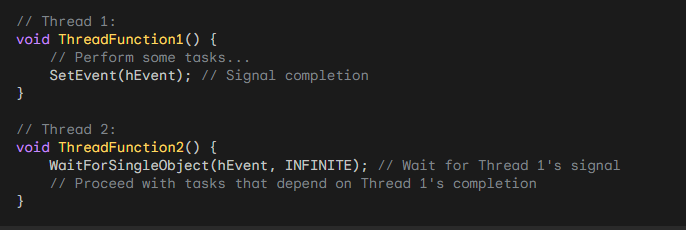 // Thread 1:
void ThreadFunction1() {
    // Perform some tasks...
    SetEvent(hEvent); // Signal completion
}

// Thread 2:
void ThreadFunction2() {
    WaitForSingleObject(hEvent, INFINITE); // Wait for Thread 1's signal
    // Proceed with tasks that depend on Thread 1's completion
}